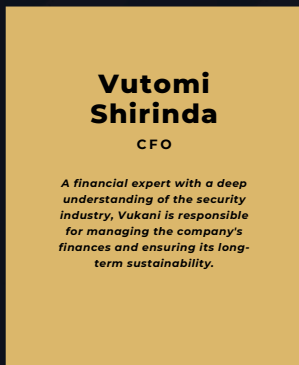 Vutomi
Shirinda
CFO
A financial expert with a deep
understanding of the security
industry, Vukani is responsible
for managing the company's
finances and ensuring its long-
term sustainability.